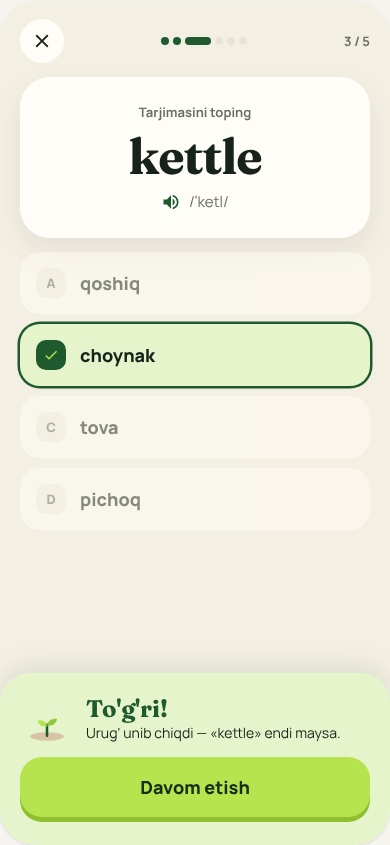 3 / 5
Tarjimasini toping
kettle
/ˈketl/
A qoshiq
choynak
C tova
D pichoq
To'g'ri!
Urug' unib chiqdi — «kettle» endi maysa.
Davom etish